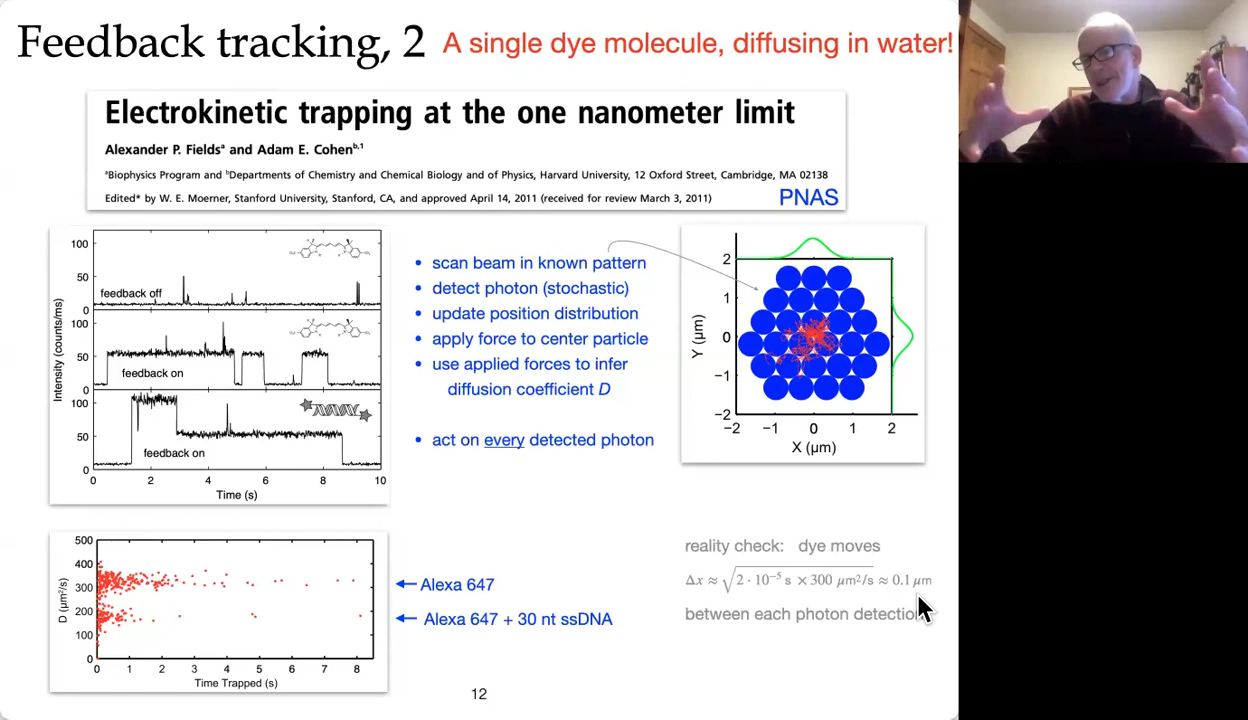 Feedback tracking, 2 A single dye molecule, diffusing in water!
Electrokinetic trapping at the one nanometer limit
Alexander P. Fieldsᵃ and Adam E. Cohenᵇ,¹
ᵃBiophysics Program and ᵇDepartments of Chemistry and Chemical Biology and of Physics, Harvard University, 12 Oxford Street, Cambridge, MA 02138
Edited* by W. E. Moerner, Stanford University, Stanford, CA, and approved April 14, 2011 (received for review March 3, 2011)
PNAS
Intensity (counts/ms)
100
50
0
feedback off
100
50
0
feedback on
100
50
0
feedback on
0 2 4 6 8 10
Time (s)
• scan beam in known pattern
• detect photon (stochastic)
• update position distribution
• apply force to center particle
• use applied forces to infer
diffusion coefficient D
• act on every detected photon
Y (μm)
2
1
0
−1
−2
−2 −1 0 1 2
X (μm)
D (μm²/s)
500
400
300
200
100
0
0 1 2 3 4 5 6 7 8
Time Trapped (s)
Alexa 647
Alexa 647 + 30 nt ssDNA
reality check: dye moves
Δx ≈ √(2 · 10⁻⁵ s × 300 μm²/s) ≈ 0.1 μm
between each photon detection
12